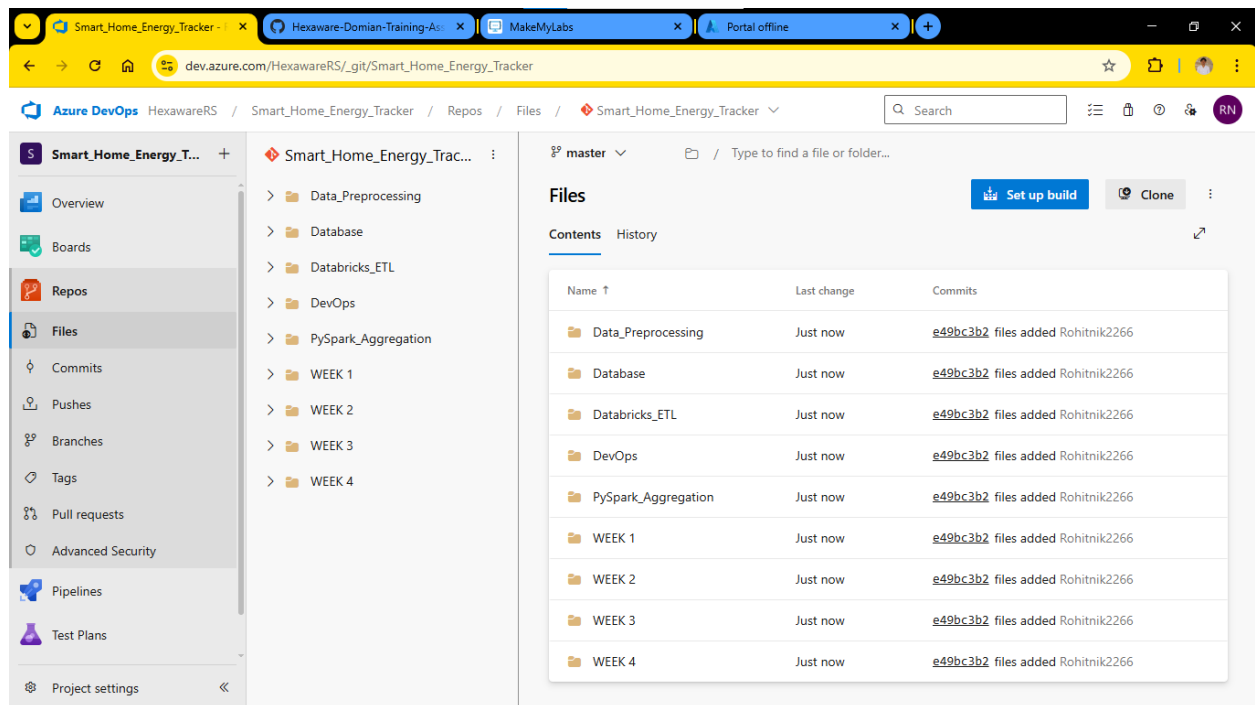 Smart_Home_Energy_Tracker - F
Hexaware-Domian-Training-Ass
MakeMyLabs
Portal offline
dev.azure.com/HexawareRS/_git/Smart_Home_Energy_Tracker
Azure DevOps HexawareRS / Smart_Home_Energy_Tracker / Repos / Files / Smart_Home_Energy_Tracker
Search
RN
S Smart_Home_Energy_T... +
Overview
Boards
Repos
Files
Commits
Pushes
Branches
Tags
Pull requests
Advanced Security
Pipelines
Test Plans
Project settings
Smart_Home_Energy_Trac...
Data_Preprocessing
Database
Databricks_ETL
DevOps
PySpark_Aggregation
WEEK 1
WEEK 2
WEEK 3
WEEK 4
master / Type to find a file or folder...
Files
Set up build
Clone
Contents History
Name ↑ Last change Commits
Data_Preprocessing Just now e49bc3b2 files added Rohitnik2266
Database Just now e49bc3b2 files added Rohitnik2266
Databricks_ETL Just now e49bc3b2 files added Rohitnik2266
DevOps Just now e49bc3b2 files added Rohitnik2266
PySpark_Aggregation Just now e49bc3b2 files added Rohitnik2266
WEEK 1 Just now e49bc3b2 files added Rohitnik2266
WEEK 2 Just now e49bc3b2 files added Rohitnik2266
WEEK 3 Just now e49bc3b2 files added Rohitnik2266
WEEK 4 Just now e49bc3b2 files added Rohitnik2266